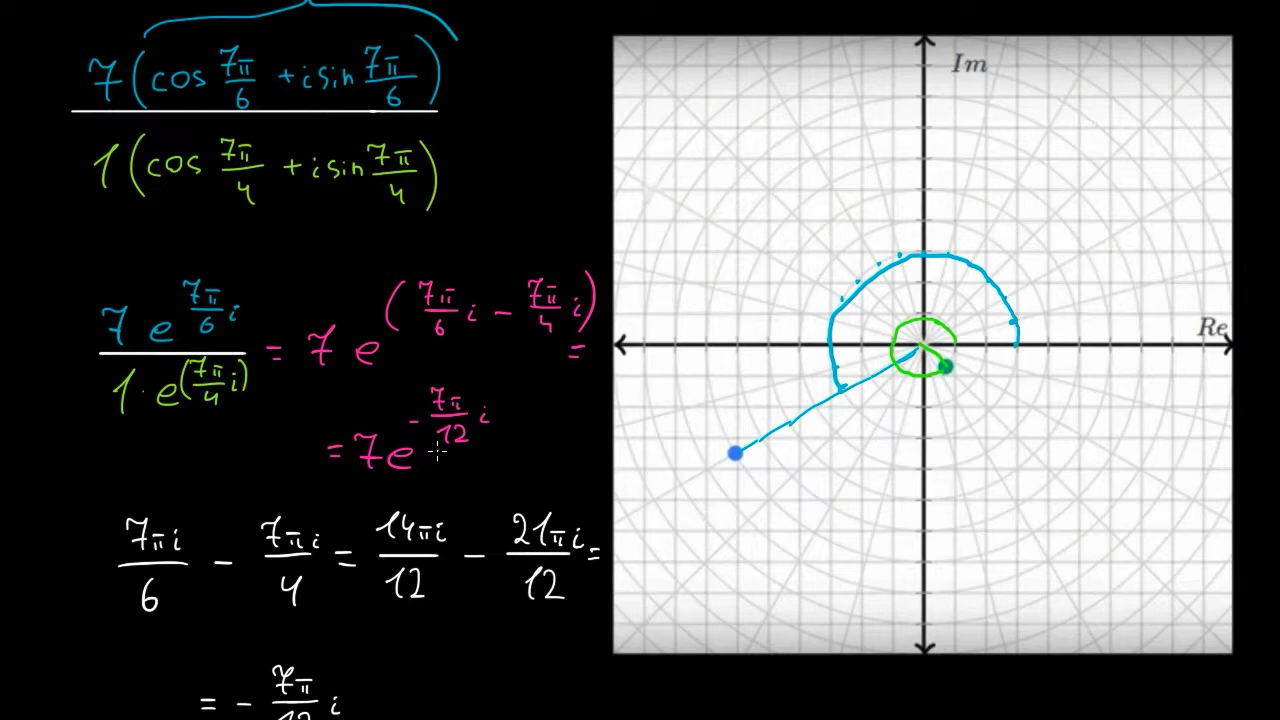 7(cos 7π/6 + i sin 7π/6)
1(cos 7π/4 + i sin 7π/4)
7 e^(7π/6 i) / 1·e^(7π/4 i) = 7 e^(7π/6 i − 7π/4 i) =
= 7e^(-7π/12 i)
7πi/6 − 7πi/4 = 14πi/12 − 21πi/12 =
= − 7π/12 i
Im
Re